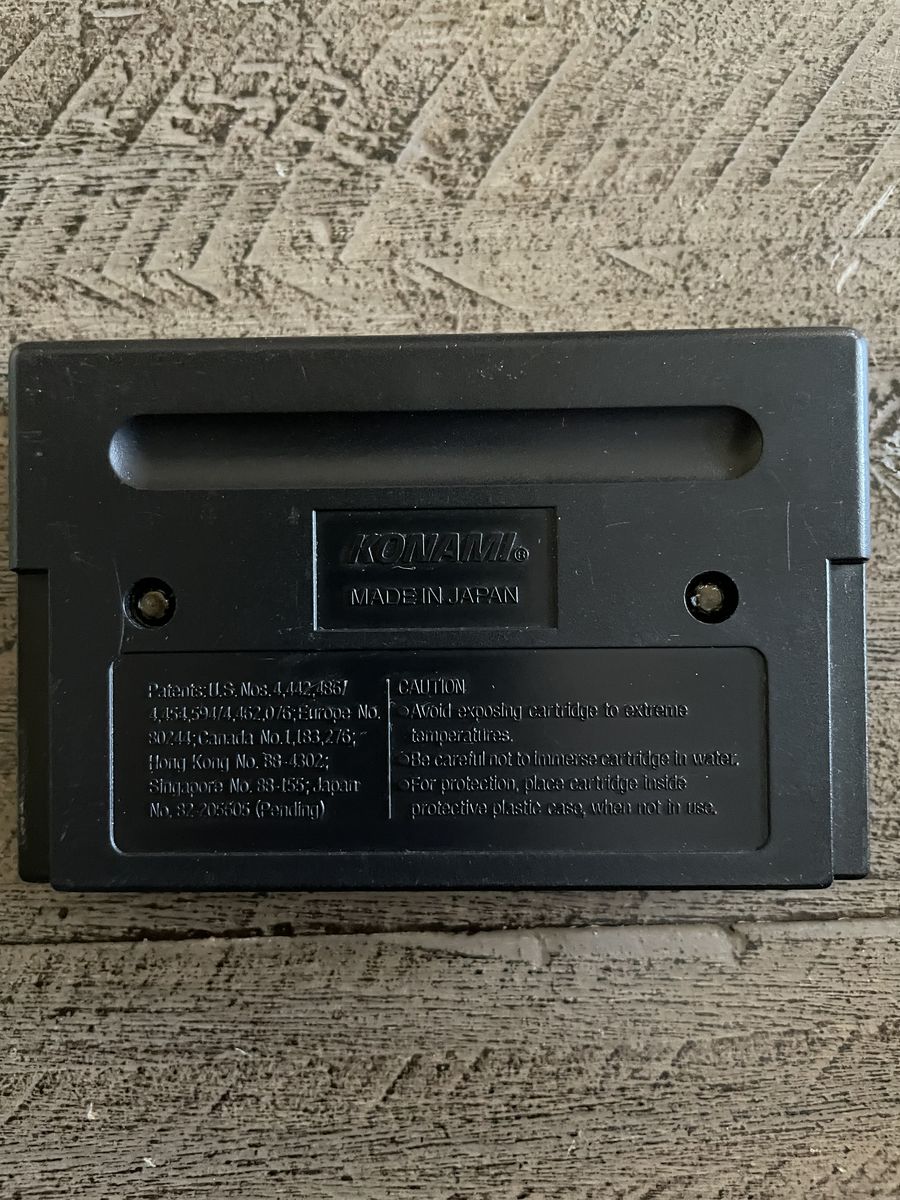 KONAMI®
MADE IN JAPAN
Patents: U.S. Nos. 4,442,486/
4,454,594/4,462,076; Europe No.
80244; Canada No. 1,183,276;
Hong Kong No. 88-4302;
Singapore No. 88-155; Japan
No. 82-205605 (Pending)
CAUTION
●Avoid exposing cartridge to extreme
temperatures.
●Be careful not to immerse cartridge in water.
●For protection, place cartridge inside
protective plastic case, when not in use.